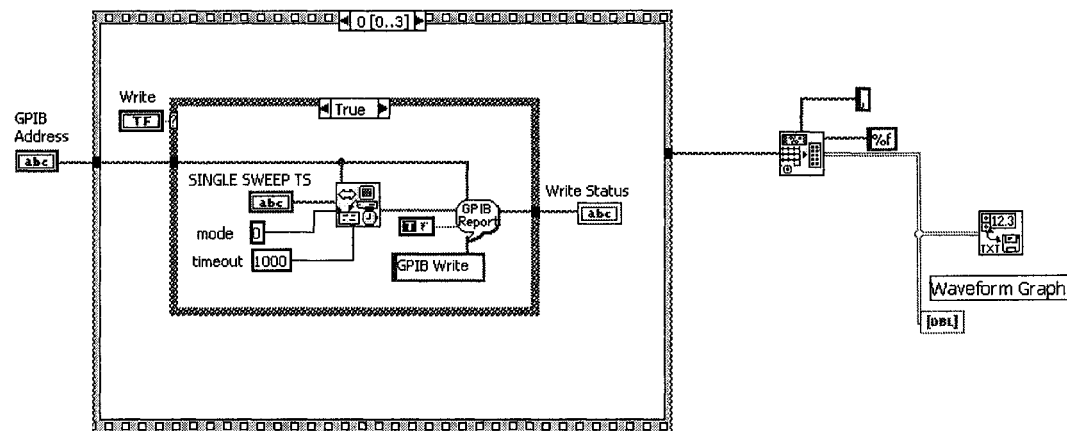 0 [0..3]
Write
TF
True
GPIB
Address
abc
SINGLE SWEEP TS
abc
mode
0
timeout
1000
GPIB
Report
T F
GPIB Write
Write Status
abc
,
%f
12.3
TXT
Waveform Graph
[DBL]